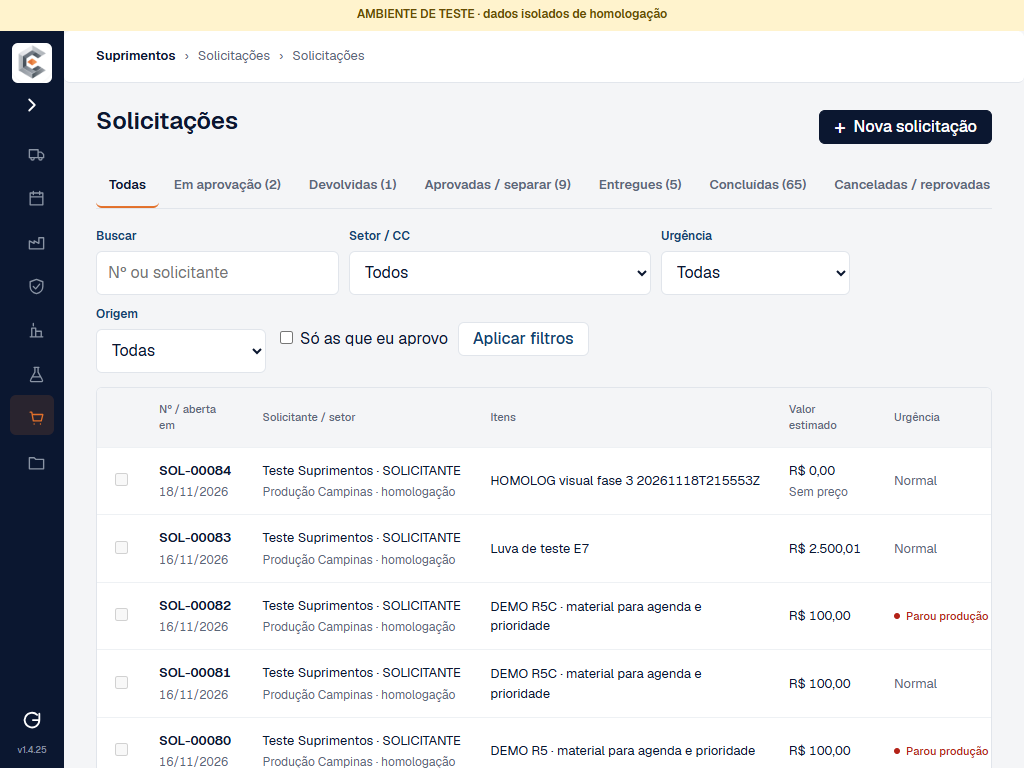 AMBIENTE DE TESTE · dados isolados de homologação
Suprimentos › Solicitações › Solicitações
Solicitações
+ Nova solicitação
Todas Em aprovação (2) Devolvidas (1) Aprovadas / separar (9) Entregues (5) Concluídas (65) Canceladas / reprovadas
Buscar Setor / CC Urgência
Nº ou solicitante Todos Todas
Origem
Todas Só as que eu aprovo Aplicar filtros
Nº / aberta em Solicitante / setor Itens Valor estimado Urgência
SOL-00084 Teste Suprimentos · SOLICITANTE HOMOLOG visual fase 3 20261118T215553Z R$ 0,00 Normal
18/11/2026 Produção Campinas · homologação Sem preço
SOL-00083 Teste Suprimentos · SOLICITANTE Luva de teste E7 R$ 2.500,01 Normal
16/11/2026 Produção Campinas · homologação
SOL-00082 Teste Suprimentos · SOLICITANTE DEMO R5C · material para agenda e R$ 100,00 Parou produção
16/11/2026 Produção Campinas · homologação prioridade
SOL-00081 Teste Suprimentos · SOLICITANTE DEMO R5C · material para agenda e R$ 100,00 Normal
16/11/2026 Produção Campinas · homologação prioridade
SOL-00080 Teste Suprimentos · SOLICITANTE DEMO R5 · material para agenda e prioridade R$ 100,00 Parou produção
16/11/2026 Produção Campinas · homologação
v1.4.25